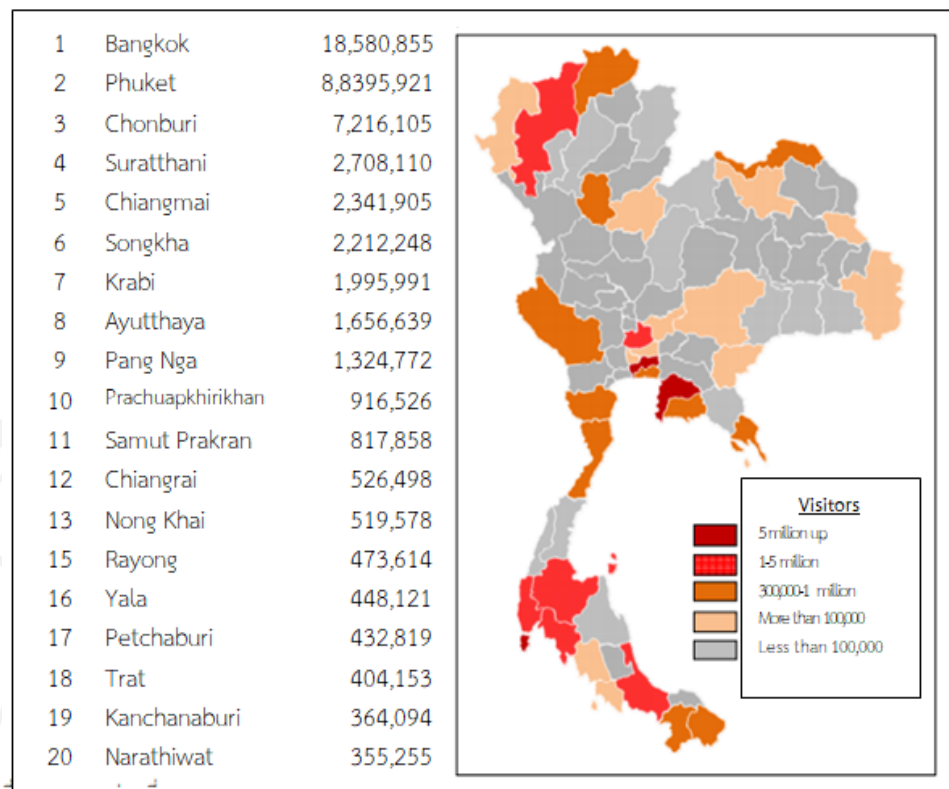 1 Bangkok 18,580,855
2 Phuket 8,8395,921
3 Chonburi 7,216,105
4 Suratthani 2,708,110
5 Chiangmai 2,341,905
6 Songkha 2,212,248
7 Krabi 1,995,991
8 Ayutthaya 1,656,639
9 Pang Nga 1,324,772
10 Prachuapkhirikhan 916,526
11 Samut Prakran 817,858
12 Chiangrai 526,498
13 Nong Khai 519,578
15 Rayong 473,614
16 Yala 448,121
17 Petchaburi 432,819
18 Trat 404,153
19 Kanchanaburi 364,094
20 Narathiwat 355,255
Visitors
5 million up
1-5 million
300,000-1 million
More than 100,000
Less than 100,000